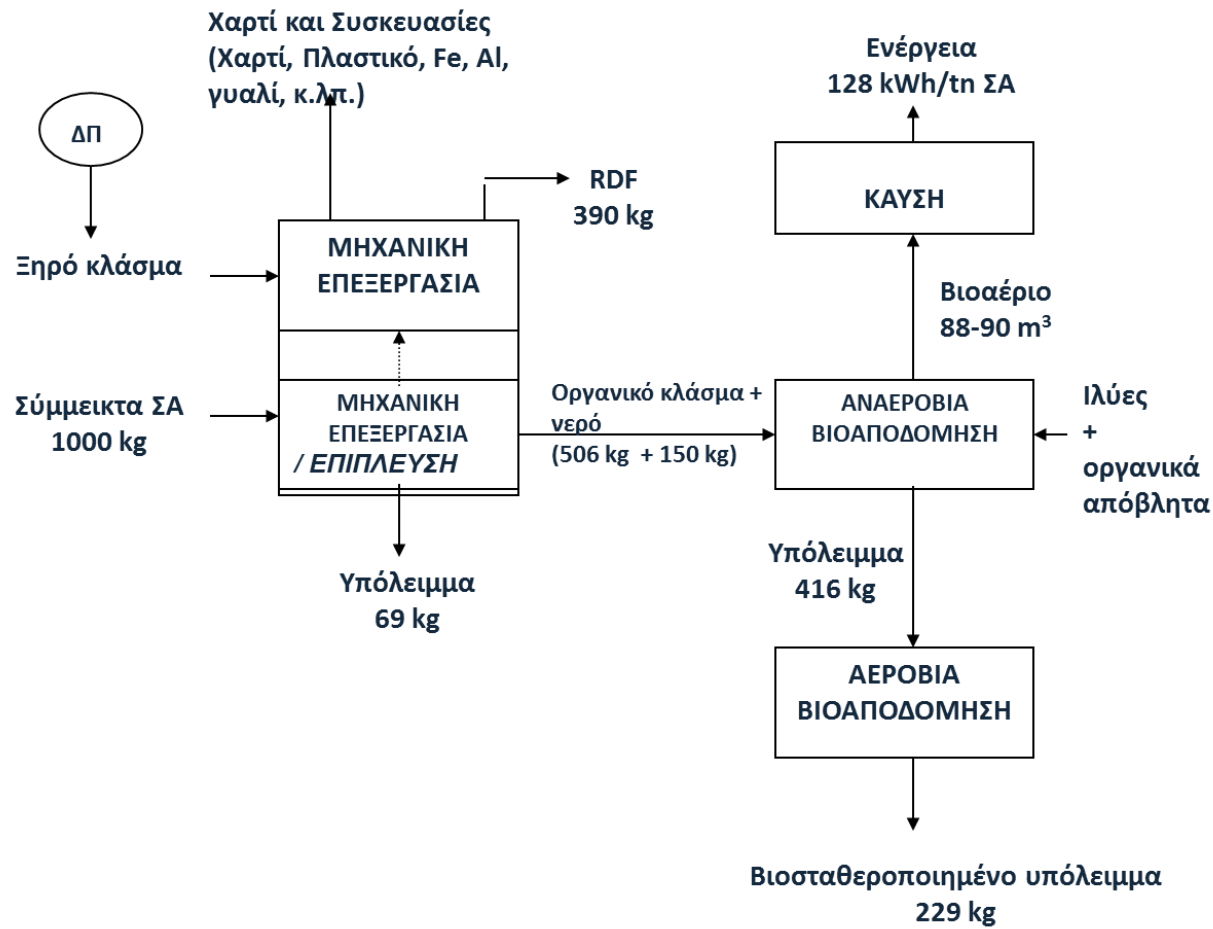 Χαρτί και Συσκευασίες
(Χαρτί, Πλαστικό, Fe, Al,
γυαλί, κ.λπ.)
Ενέργεια
128 kWh/tn ΣΑ
ΔΠ
ΚΑΥΣΗ
RDF
390 kg
ΜΗΧΑΝΙΚΗ
ΕΠΕΞΕΡΓΑΣΙΑ
Ξηρό κλάσμα
Βιοαέριο
88-90 m³
Σύμμεικτα ΣΑ
1000 kg
ΜΗΧΑΝΙΚΗ
ΕΠΕΞΕΡΓΑΣΙΑ
/ ΕΠΙΠΛΕΥΣΗ
Οργανικό κλάσμα +
νερό
(506 kg + 150 kg)
ΑΝΑΕΡΟΒΙΑ
ΒΙΟΑΠΟΔΟΜΗΣΗ
Ιλύες
+
οργανικά
απόβλητα
Υπόλειμμα
69 kg
Υπόλειμμα
416 kg
ΑΕΡΟΒΙΑ
ΒΙΟΑΠΟΔΟΜΗΣΗ
Βιοσταθεροποιημένο υπόλειμμα
229 kg